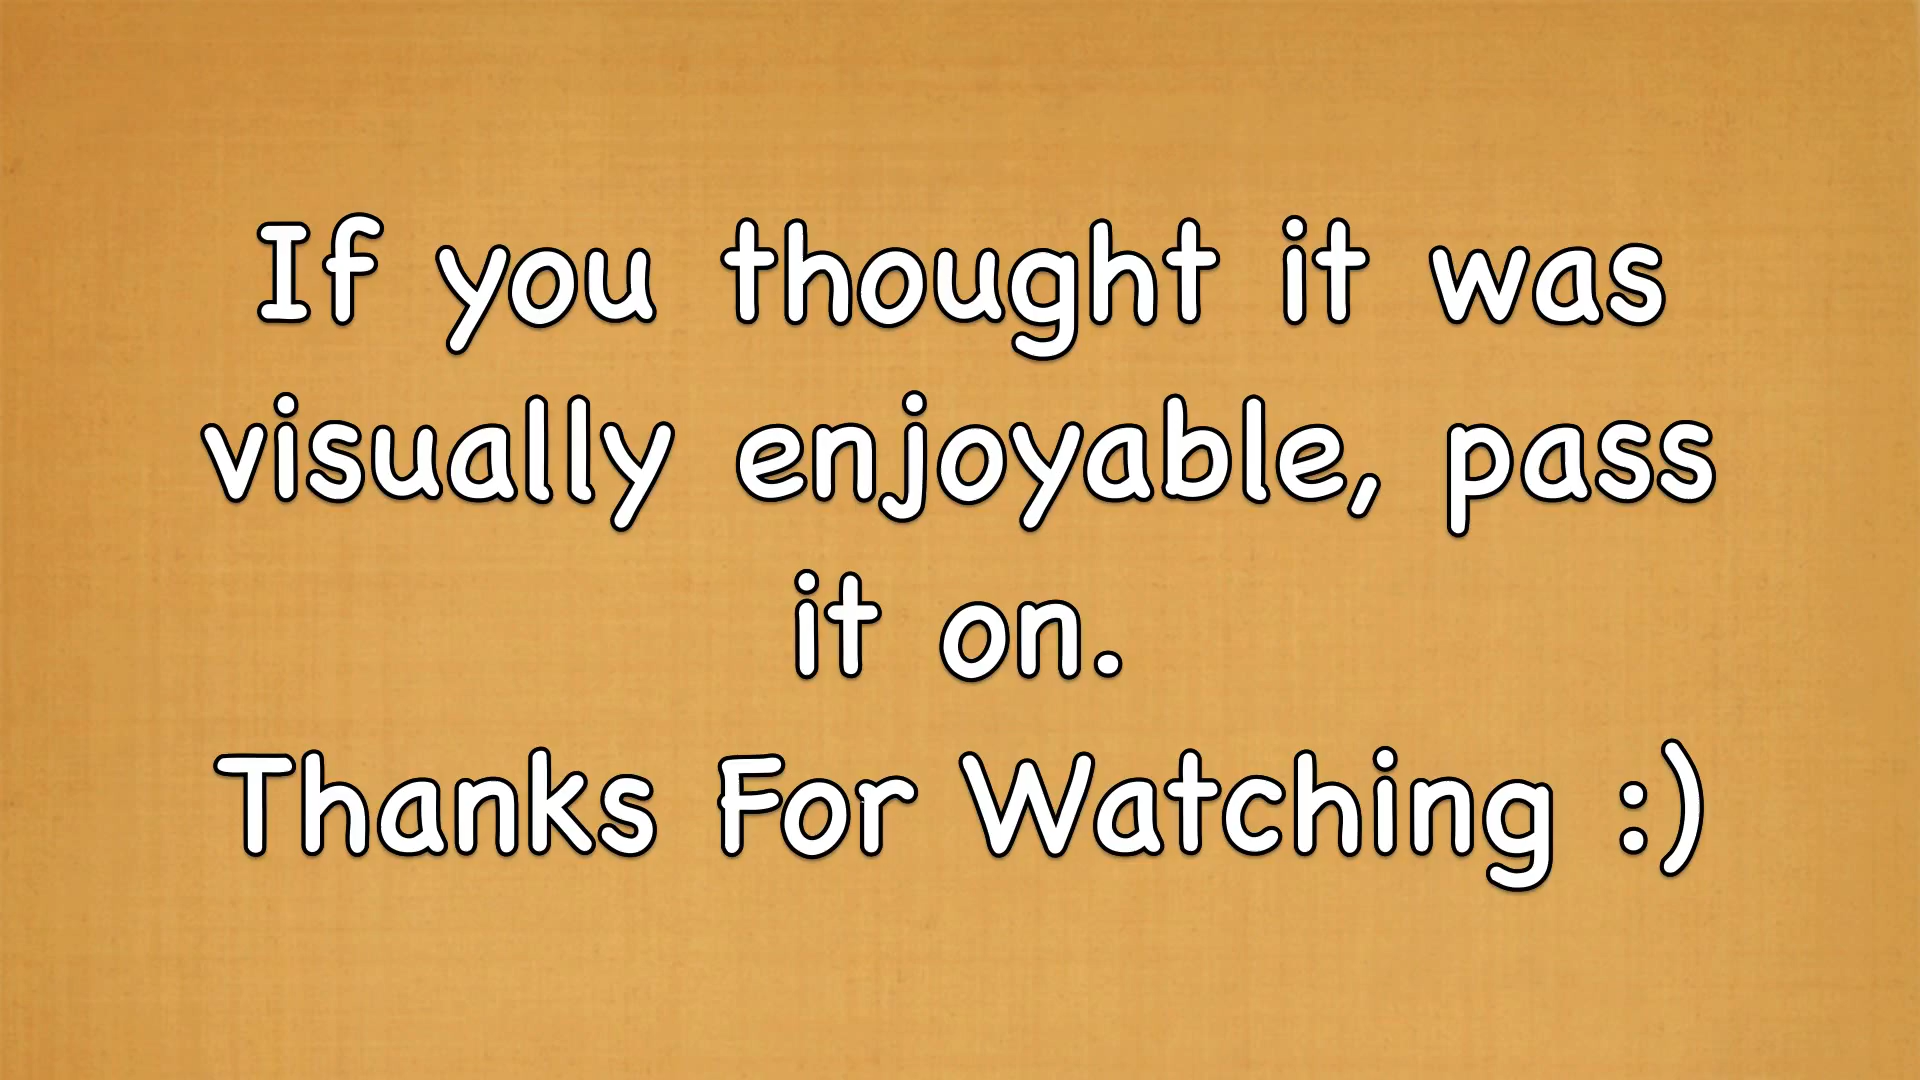 If you thought it was
visually enjoyable, pass
it on.
Thanks For Watching :)